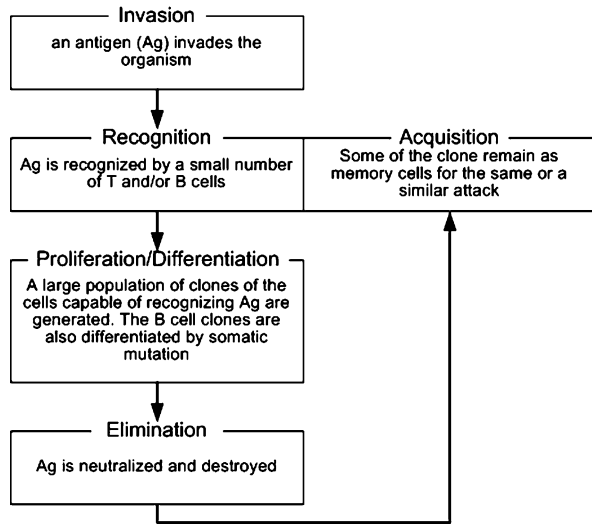 Invasion
an antigen (Ag) invades the
organism
Recognition
Ag is recognized by a small number
of T and/or B cells
Acquisition
Some of the clone remain as
memory cells for the same or a
similar attack
Proliferation/Differentiation
A large population of clones of the
cells capable of recognizing Ag are
generated. The B cell clones are
also differentiated by somatic
mutation
Elimination
Ag is neutralized and destroyed